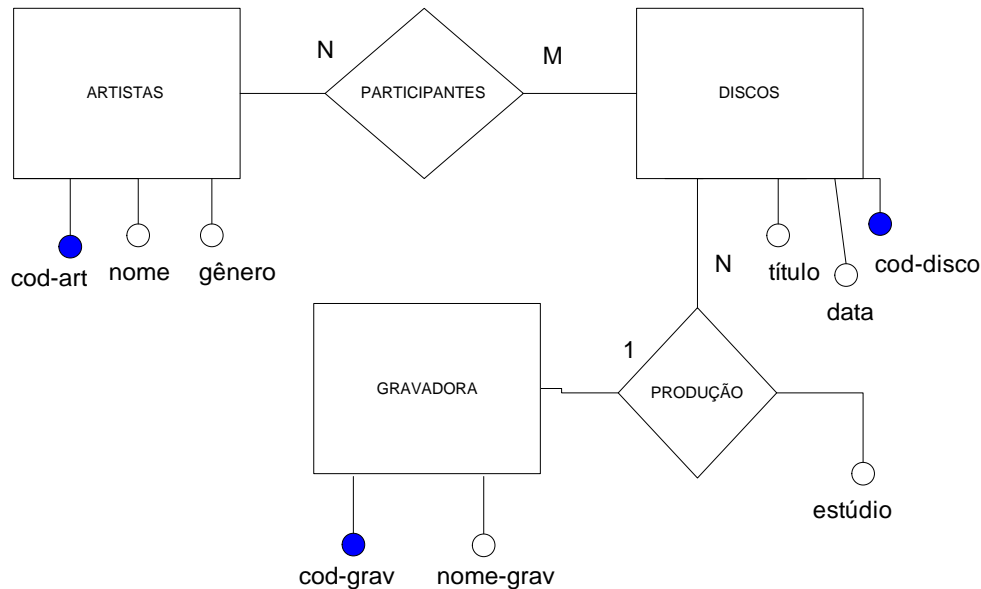 N
M
ARTISTAS
PARTICIPANTES
DISCOS
cod-art
nome
gênero
N
título
cod-disco
data
1
GRAVADORA
PRODUÇÃO
estúdio
cod-grav
nome-grav